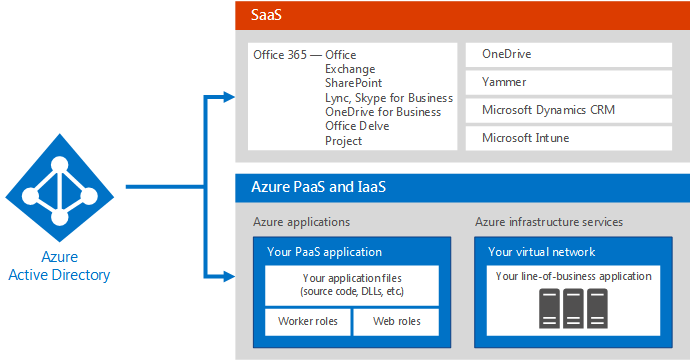 SaaS
Office 365 — Office
Exchange
SharePoint
Lync, Skype for Business
OneDrive for Business
Office Delve
Project
OneDrive
Yammer
Microsoft Dynamics CRM
Microsoft Intune
Azure
Active Directory
Azure PaaS and IaaS
Azure applications
Your PaaS application
Your application files
(source code, DLLs, etc.)
Worker roles
Web roles
Azure infrastructure services
Your virtual network
Your line-of-business application